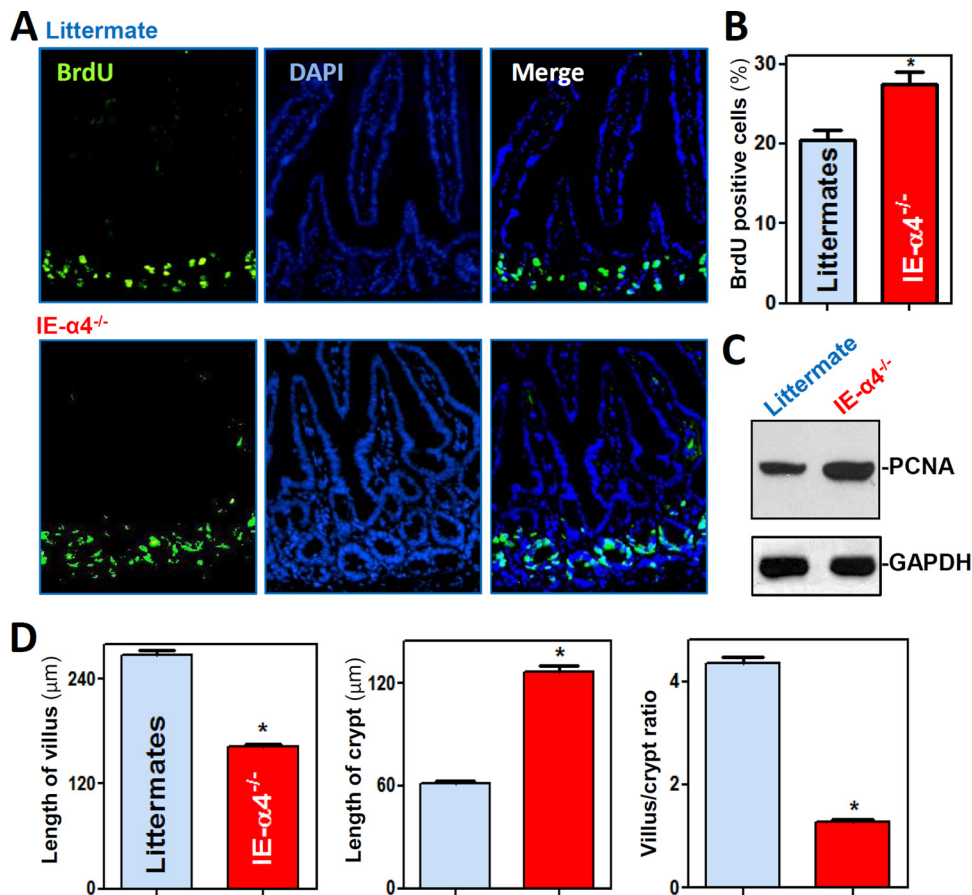 A
Littermate
BrdU
DAPI
Merge
IE-α4-/-
B
BrdU positive cells (%)
30
20
10
0
Littermates
*
IE-α4-/-
C
Littermate
IE-α4-/-
-PCNA
-GAPDH
D
Length of villus (μm)
240
120
0
Littermates
*
IE-α4-/-
Length of crypt (μm)
120
60
0
*
Villus/crypt ratio
4
2
0
*